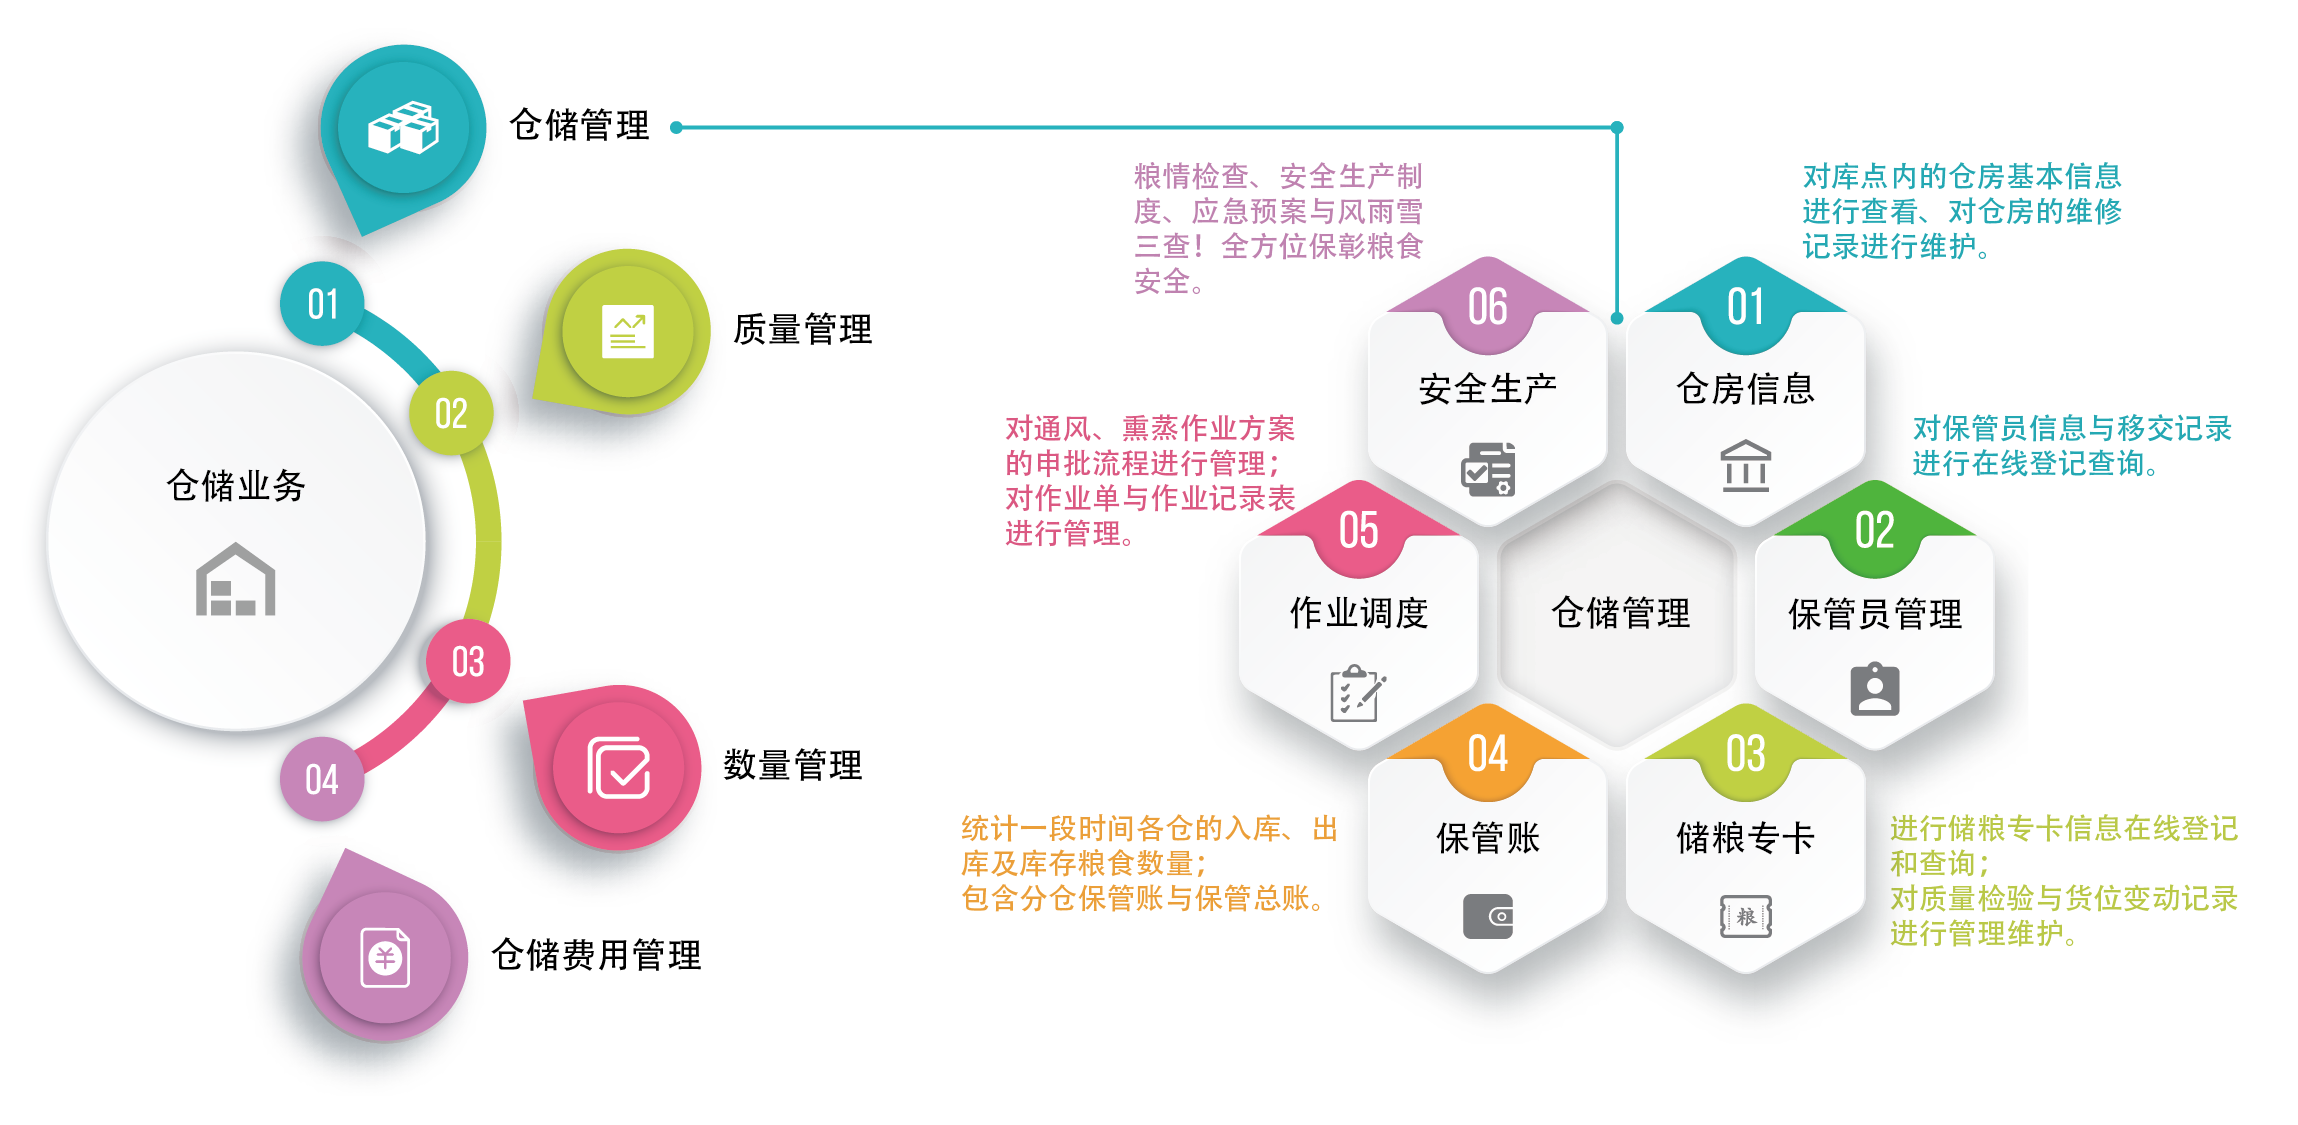 仓储业务
01
仓储管理
02
质量管理
03
数量管理
04
仓储费用管理
仓储管理
01
仓房信息
对库点内的仓房基本信息
进行查看、对仓房的维修
记录进行维护。
02
保管员管理
对保管员信息与移交记录
进行在线登记查询。
03
储粮专卡
粮
进行储粮专卡信息在线登记
和查询；
对质量检验与货位变动记录
进行管理维护。
04
保管账
统计一段时间各仓的入库、出
库及库存粮食数量；
包含分仓保管账与保管总账。
05
作业调度
对通风、熏蒸作业方案
的申批流程进行管理；
对作业单与作业记录表
进行管理。
06
安全生产
粮情检查、安全生产制
度、应急预案与风雨雪
三查！全方位保彰粮食
安全。